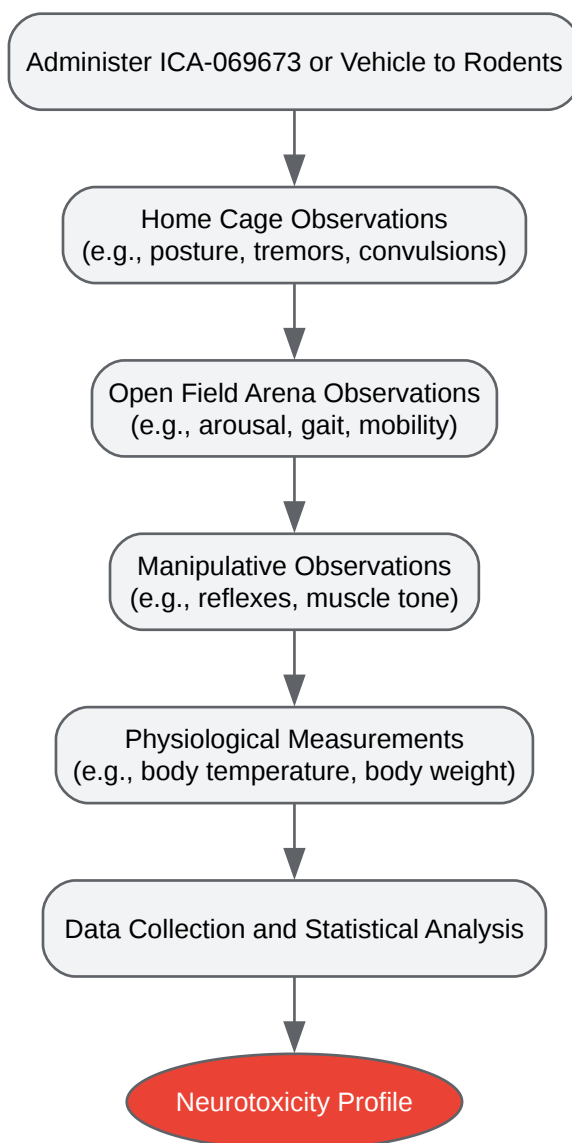 Administer ICA-069673 or Vehicle to Rodents
Home Cage Observations
(e.g., posture, tremors, convulsions)
Open Field Arena Observations
(e.g., arousal, gait, mobility)
Manipulative Observations
(e.g., reflexes, muscle tone)
Physiological Measurements
(e.g., body temperature, body weight)
Data Collection and Statistical Analysis
Neurotoxicity Profile